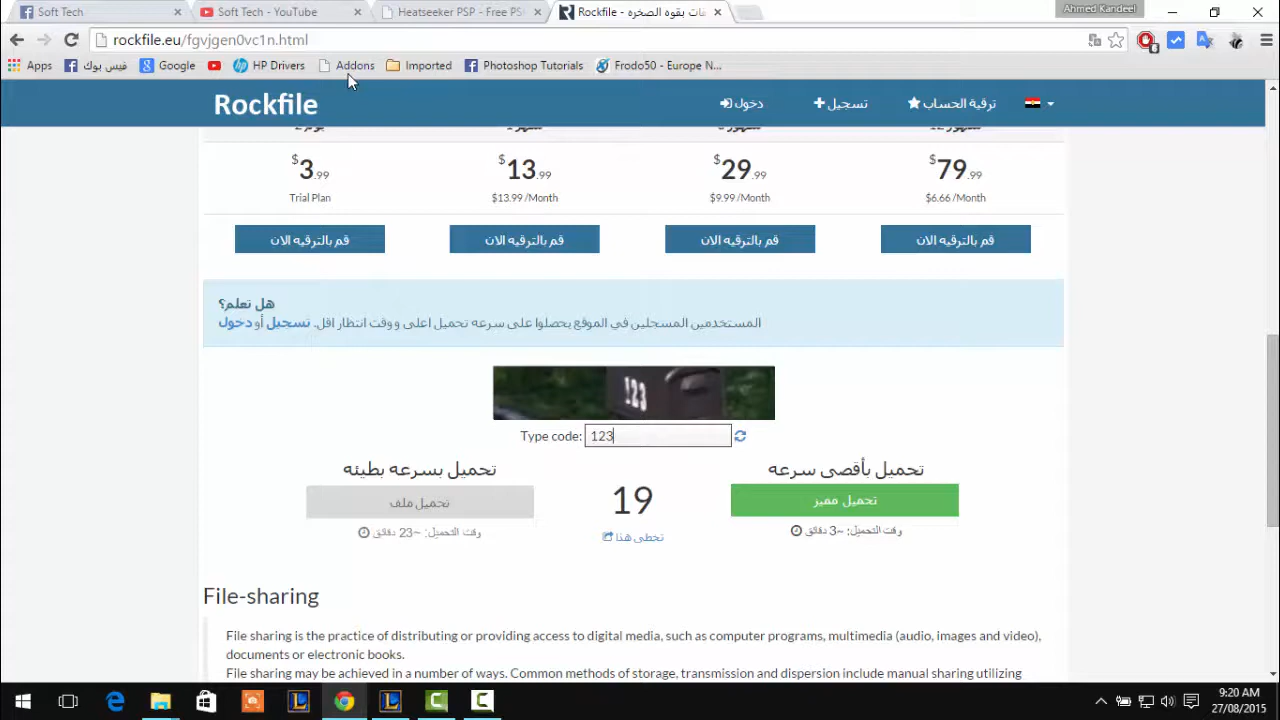 Soft Tech
Soft Tech - YouTube
Heatseeker PSP - Free PS
Rockfile - ملفات بقوه الصخره
Ahmed Kandeel
rockfile.eu/fgvjgen0vc1n.html
Apps
فيس بوك
Google
HP Drivers
Addons
Imported
Photoshop Tutorials
Frodo50 - Europe N...
Rockfile
دخول
تسجيل
ترقية الحساب
$3.99
$13.99
$29.99
$79.99
Trial Plan
$13.99 /Month
$9.99 /Month
$6.66 /Month
قم بالترقيه الان
قم بالترقيه الان
قم بالترقيه الان
قم بالترقيه الان
هل تعلم؟
المستخدمين المسجلين في الموقع يحصلوا على سرعه تحميل اعلى ووقت انتظار اقل. تسجيل أو دخول
123
Type code: 123
تحميل بسرعه بطيئه
تحميل بأقصى سرعه
تحميل ملف
19
تحميل مميز
وقت التحميل: ~23 دقائق
تخطى هذا
وقت التحميل: ~3 دقائق
File-sharing
File sharing is the practice of distributing or providing access to digital media, such as computer programs, multimedia (audio, images and video),
documents or electronic books.
File sharing may be achieved in a number of ways. Common methods of storage, transmission and dispersion include manual sharing utilizing
9:20 AM
27/08/2015